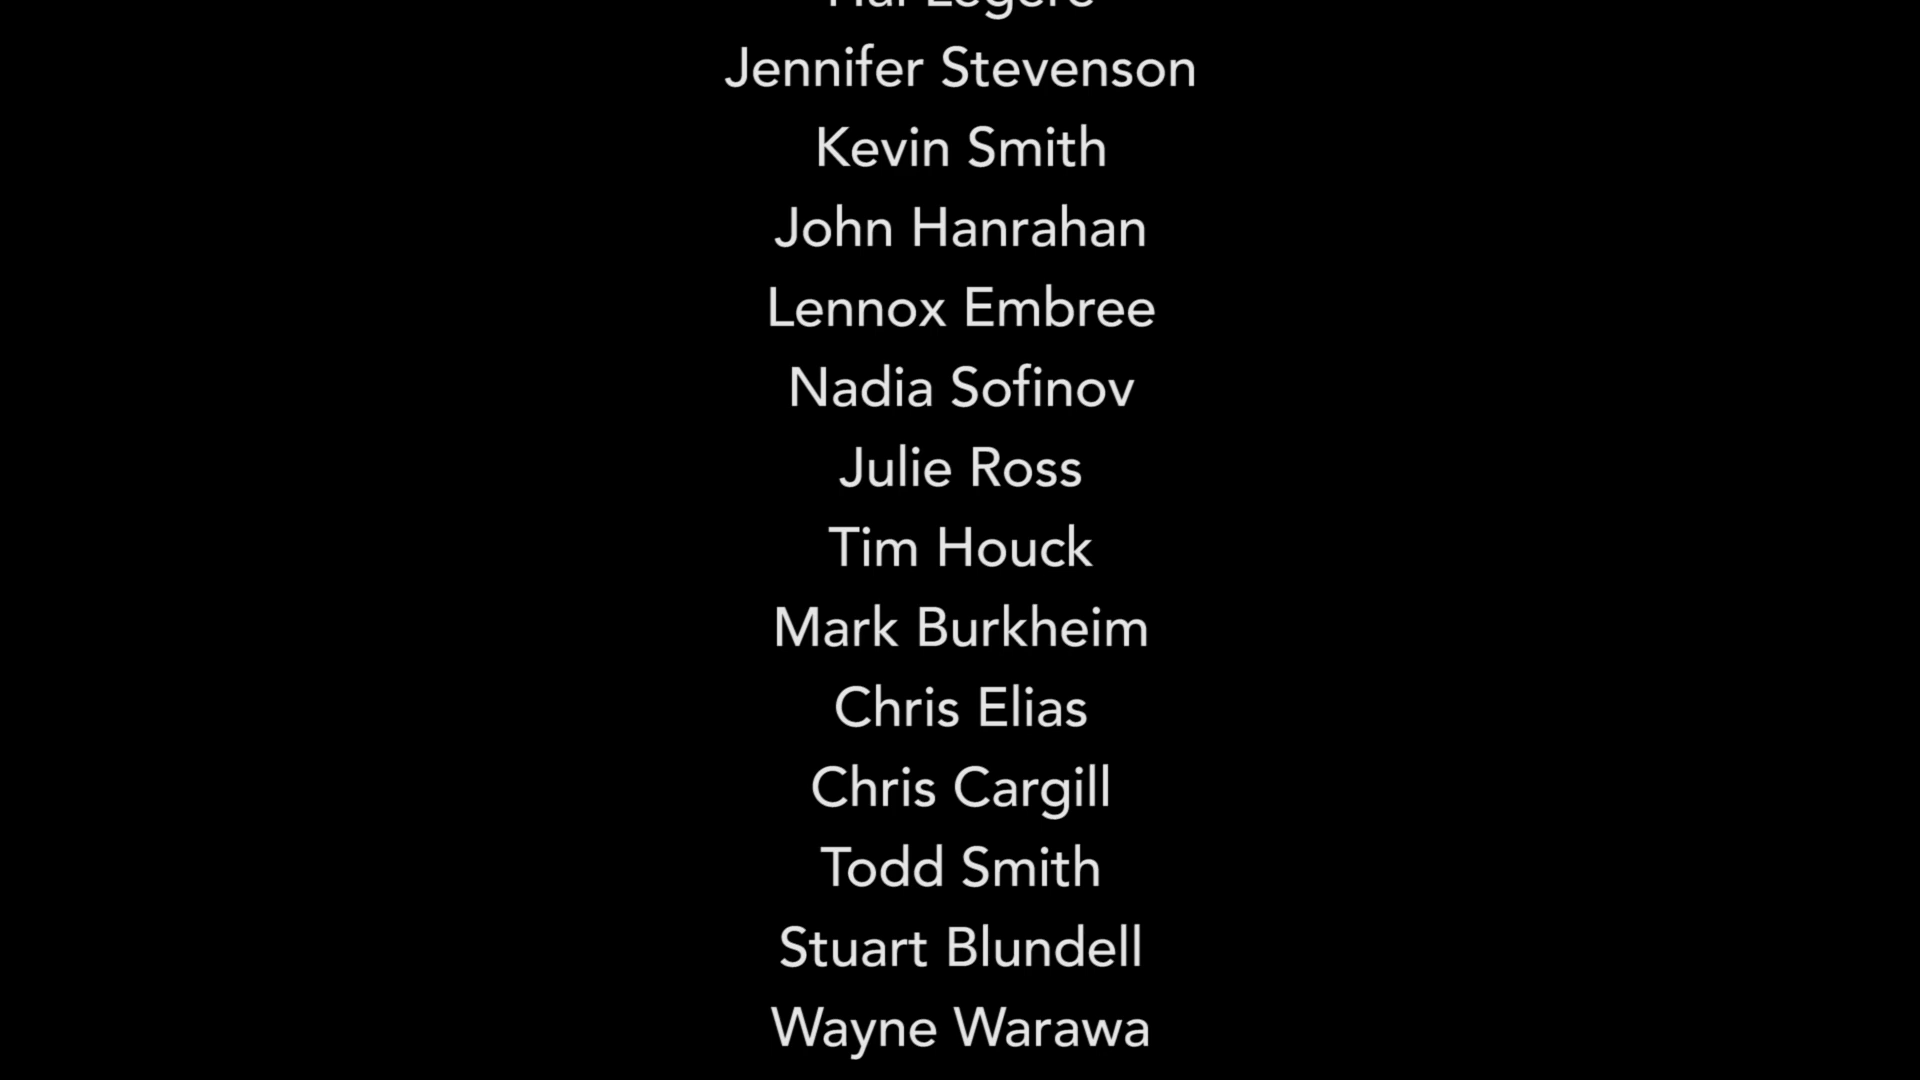 Legere
Jennifer Stevenson
Kevin Smith
John Hanrahan
Lennox Embree
Nadia Sofinov
Julie Ross
Tim Houck
Mark Burkheim
Chris Elias
Chris Cargill
Todd Smith
Stuart Blundell
Wayne Warawa